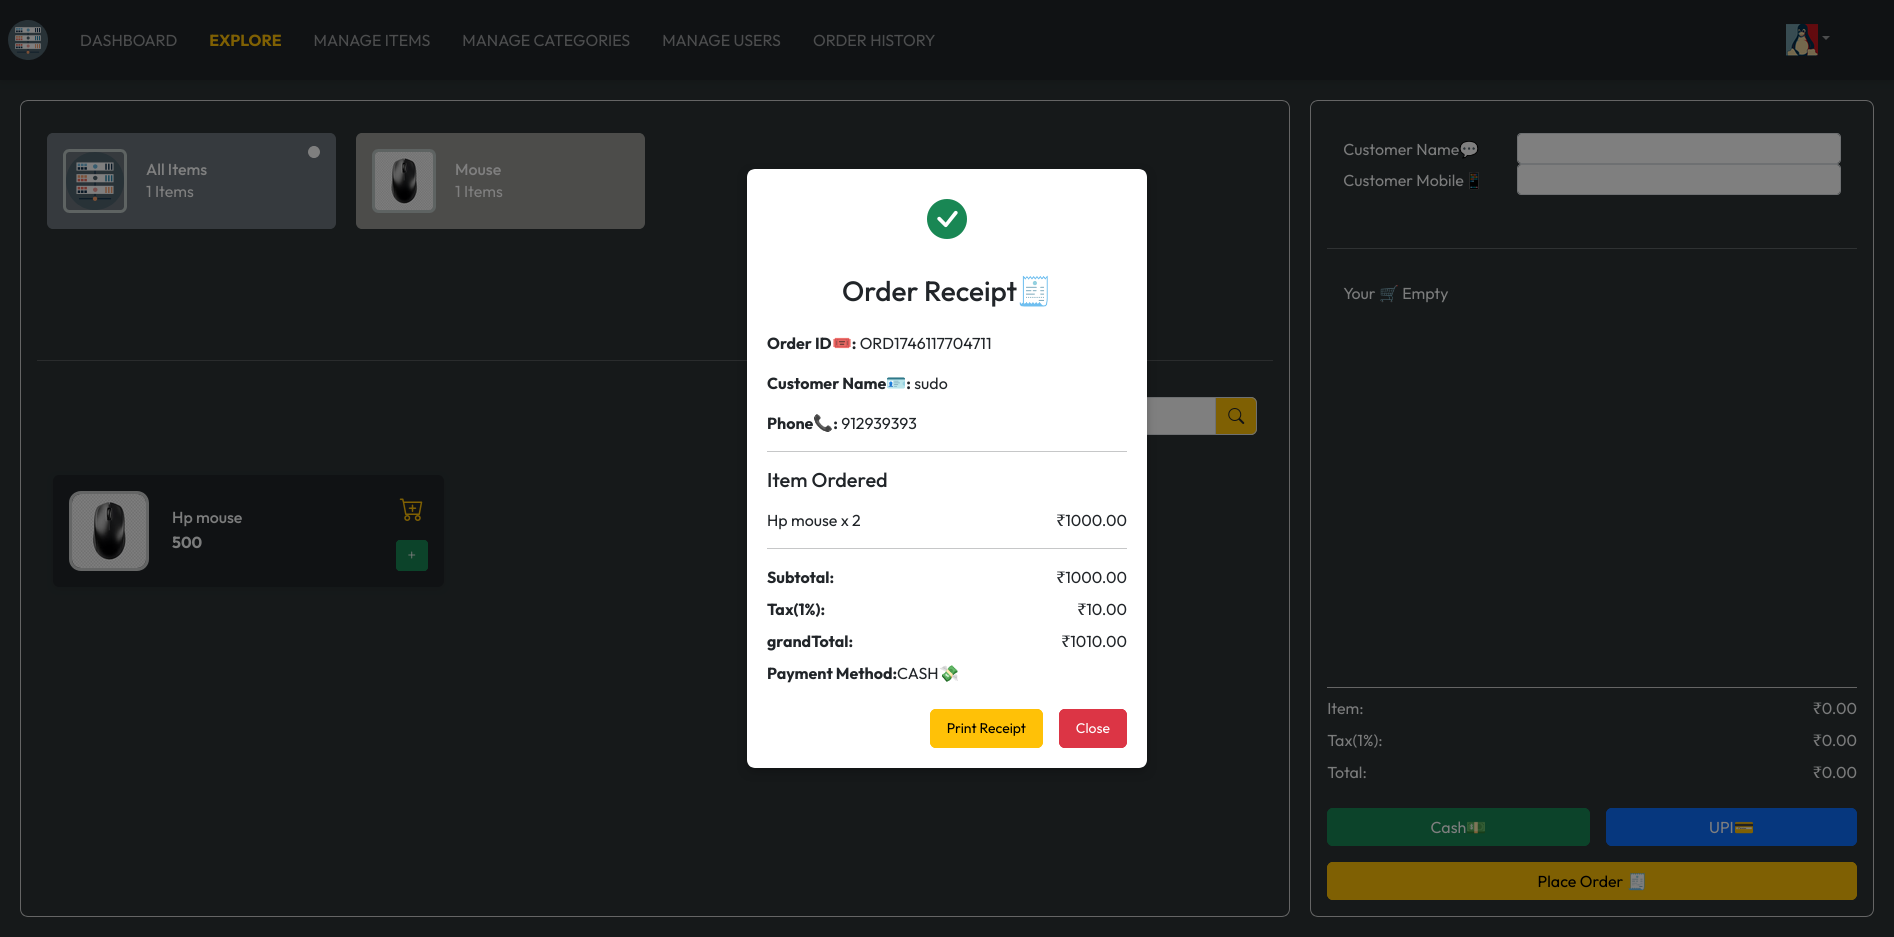 DASHBOARD EXPLORE MANAGE ITEMS MANAGE CATEGORIES MANAGE USERS ORDER HISTORY
All Items
1 Items
Mouse
1 Items
Hp mouse
500
+
Order Receipt🧾
Order ID🎟️: ORD1746117704711
Customer Name🪪: sudo
Phone📞: 912939393
Item Ordered
Hp mouse x 2 ₹1000.00
Subtotal: ₹1000.00
Tax(1%): ₹10.00
grandTotal: ₹1010.00
Payment Method:CASH💸
Print Receipt Close
Customer Name💬
Customer Mobile📱
Your 🛒 Empty
Item: ₹0.00
Tax(1%): ₹0.00
Total: ₹0.00
Cash💵 UPI💳
Place Order 🧾